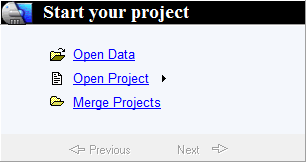 Start your project
Open Data
Open Project
Merge Projects
Previous Next